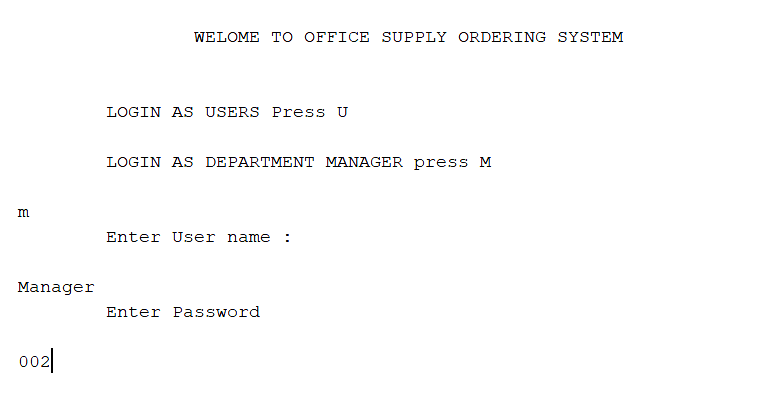 WELOME TO OFFICE SUPPLY ORDERING SYSTEM
LOGIN AS USERS Press U
LOGIN AS DEPARTMENT MANAGER press M
m
Enter User name :
Manager
Enter Password
002